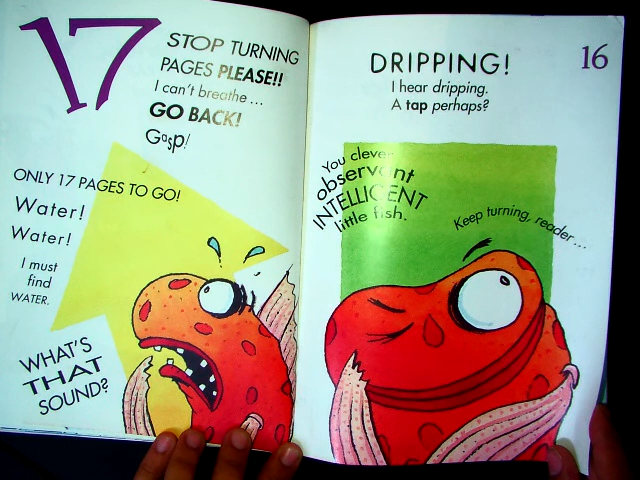 17
STOP TURNING
PAGES PLEASE!!
I can't breathe ...
GO BACK!
Gasp!
ONLY 17 PAGES TO GO!
Water!
Water!
I must
find
WATER.
WHAT'S
THAT
SOUND?
16
DRIPPING!
I hear dripping.
A tap perhaps?
You clever
observant
INTELLIGENT
little fish.
Keep turning, reader...